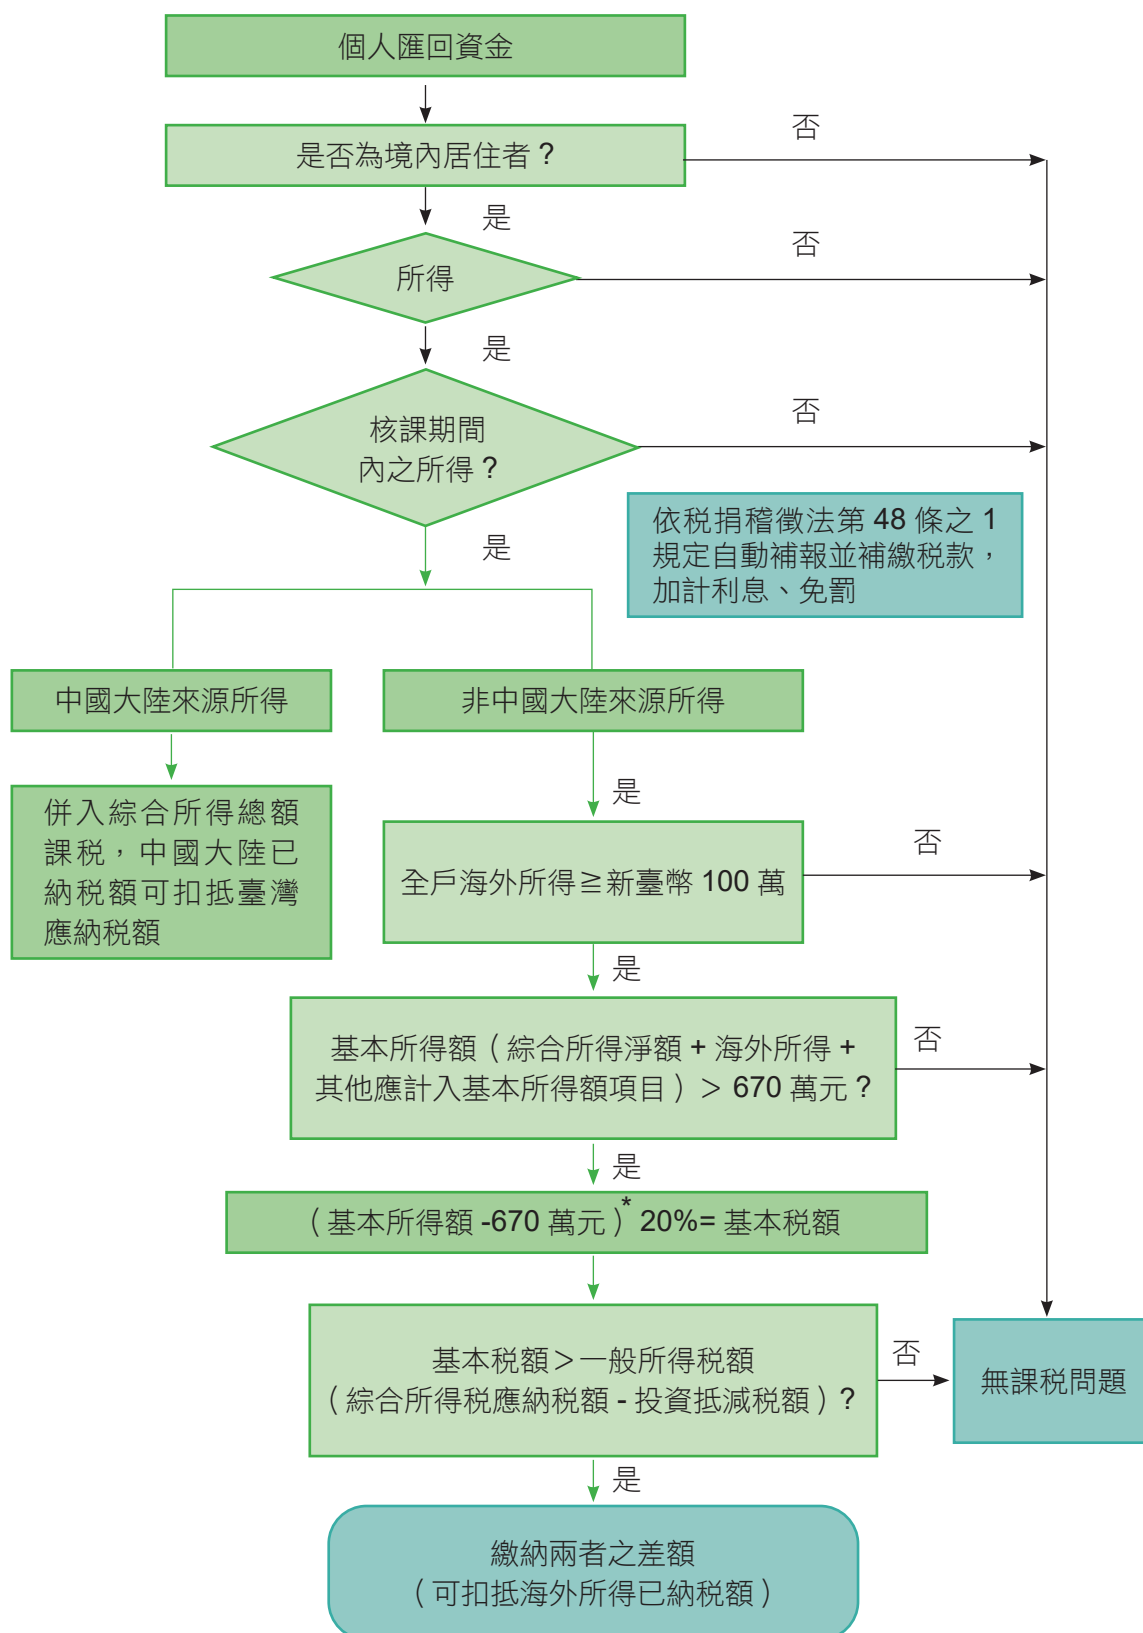 個人匯回資金
否
是否為境內居住者?
是
否
所得
是
否
核課期間
內之所得?
依稅捐稽徵法第 48 條之 1
規定自動補報並補繳稅款,
加計利息、免罰
是
中國大陸來源所得
非中國大陸來源所得
是
併入綜合所得總額
課稅,中國大陸已
納稅額可扣抵臺灣
應納稅額
否
全戶海外所得≧新臺幣 100 萬
是
否
基本所得額(綜合所得淨額 + 海外所得 +
其他應計入基本所得額項目)> 670 萬元?
是
(基本所得額 -670 萬元)* 20%= 基本稅額
否
基本稅額>一般所得稅額
(綜合所得稅應納稅額 - 投資抵減稅額)?
無課稅問題
是
繳納兩者之差額
(可扣抵海外所得已納稅額)